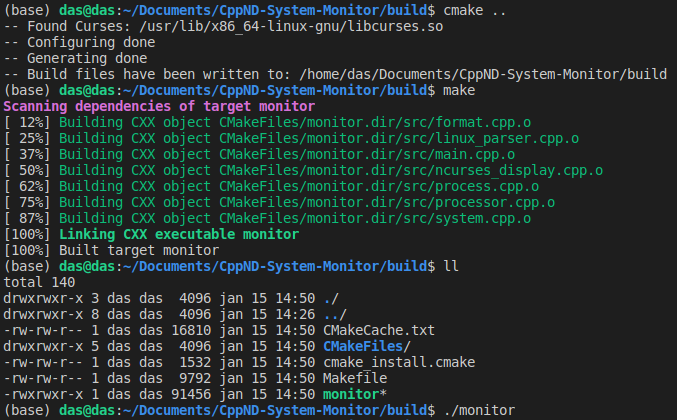 (base) das@das:~/Documents/CppND-System-Monitor/build$ cmake ..
-- Found Curses: /usr/lib/x86_64-linux-gnu/libcurses.so
-- Configuring done
-- Generating done
-- Build files have been written to: /home/das/Documents/CppND-System-Monitor/build
(base) das@das:~/Documents/CppND-System-Monitor/build$ make
Scanning dependencies of target monitor
[ 12%] Building CXX object CMakeFiles/monitor.dir/src/format.cpp.o
[ 25%] Building CXX object CMakeFiles/monitor.dir/src/linux_parser.cpp.o
[ 37%] Building CXX object CMakeFiles/monitor.dir/src/main.cpp.o
[ 50%] Building CXX object CMakeFiles/monitor.dir/src/ncurses_display.cpp.o
[ 62%] Building CXX object CMakeFiles/monitor.dir/src/process.cpp.o
[ 75%] Building CXX object CMakeFiles/monitor.dir/src/processor.cpp.o
[ 87%] Building CXX object CMakeFiles/monitor.dir/src/system.cpp.o
[100%] Linking CXX executable monitor
[100%] Built target monitor
(base) das@das:~/Documents/CppND-System-Monitor/build$ ll
total 140
drwxrwxr-x 3 das das  4096 jan 15 14:50 ./
drwxrwxr-x 8 das das  4096 jan 15 14:26 ../
-rw-rw-r-- 1 das das 16810 jan 15 14:50 CMakeCache.txt
drwxrwxr-x 5 das das  4096 jan 15 14:50 CMakeFiles/
-rw-rw-r-- 1 das das  1532 jan 15 14:50 cmake_install.cmake
-rw-rw-r-- 1 das das  9792 jan 15 14:50 Makefile
-rwxrwxr-x 1 das das 91456 jan 15 14:50 monitor*
(base) das@das:~/Documents/CppND-System-Monitor/build$ ./monitor